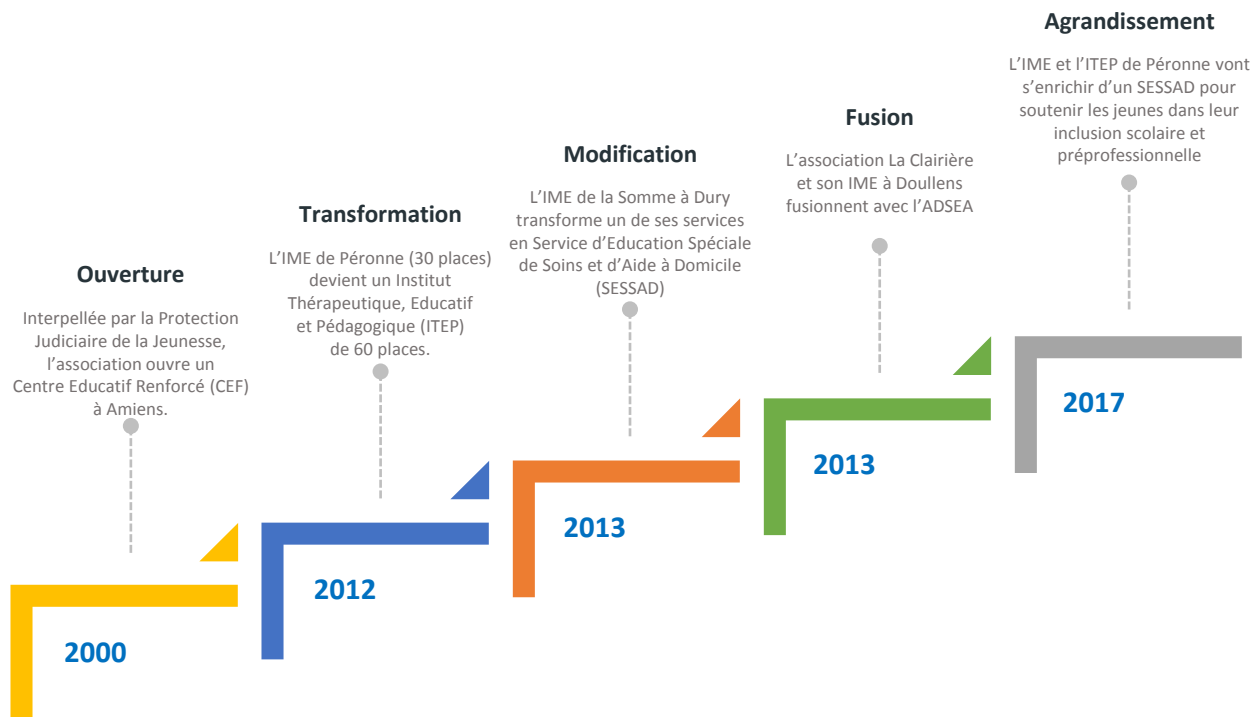 Ouverture
Interpellée par la Protection
Judiciaire de la Jeunesse,
l’association ouvre un
Centre Educatif Renforcé (CEF)
à Amiens.
2000
Transformation
L’IME de Péronne (30 places)
devient un Institut
Thérapeutique, Educatif
et Pédagogique (ITEP)
de 60 places.
2012
Modification
L’IME de la Somme à Dury
transforme un de ses services
en Service d’Education Spéciale
de Soins et d’Aide à Domicile
(SESSAD)
2013
Fusion
L’association La Clairière
et son IME à Doullens
fusionnent avec l’ADSEA
2013
Agrandissement
L’IME et l’ITEP de Péronne vont
s’enrichir d’un SESSAD pour
soutenir les jeunes dans leur
inclusion scolaire et
préprofessionnelle
2017